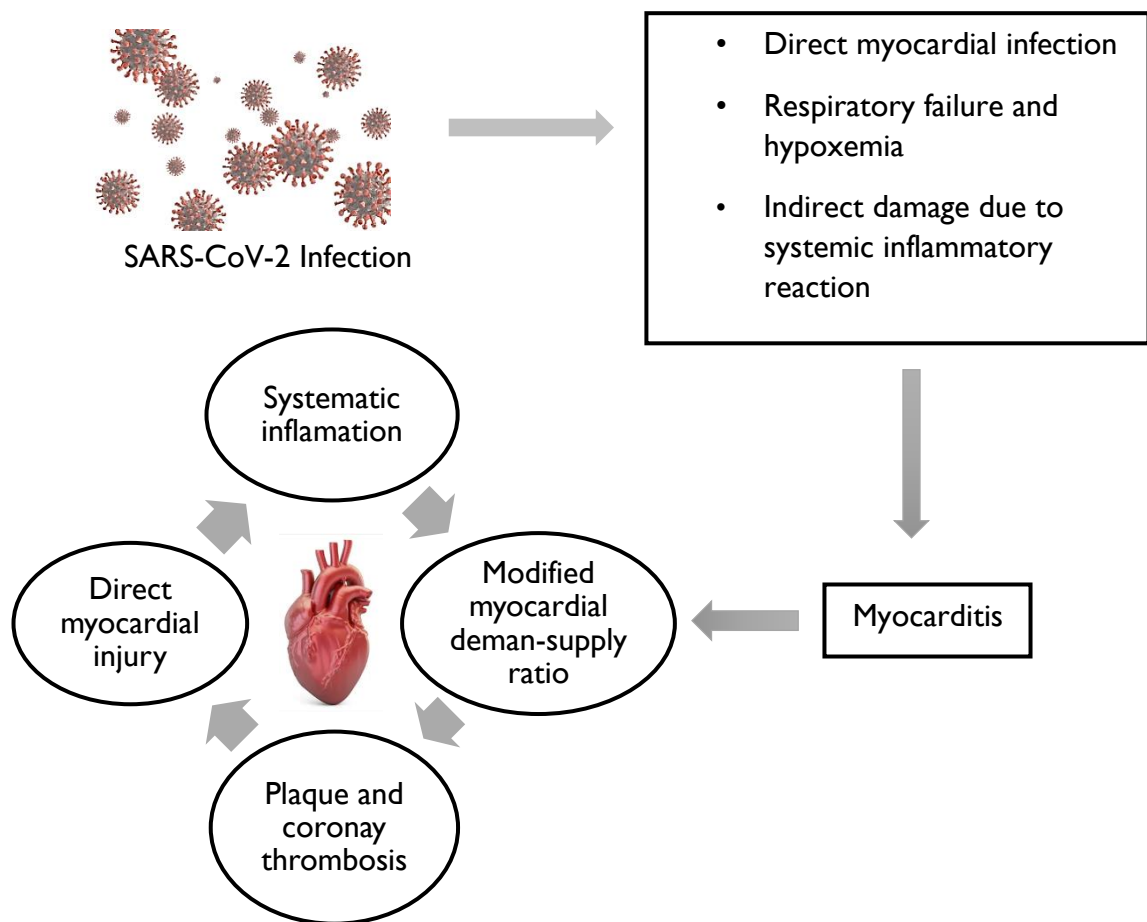 SARS-CoV-2 Infection
• Direct myocardial infection
• Respiratory failure and
hypoxemia
• Indirect damage due to
systemic inflammatory
reaction
Myocarditis
Systematic
inflamation
Modified
myocardial
deman-supply
ratio
Plaque and
coronay
thrombosis
Direct
myocardial
injury